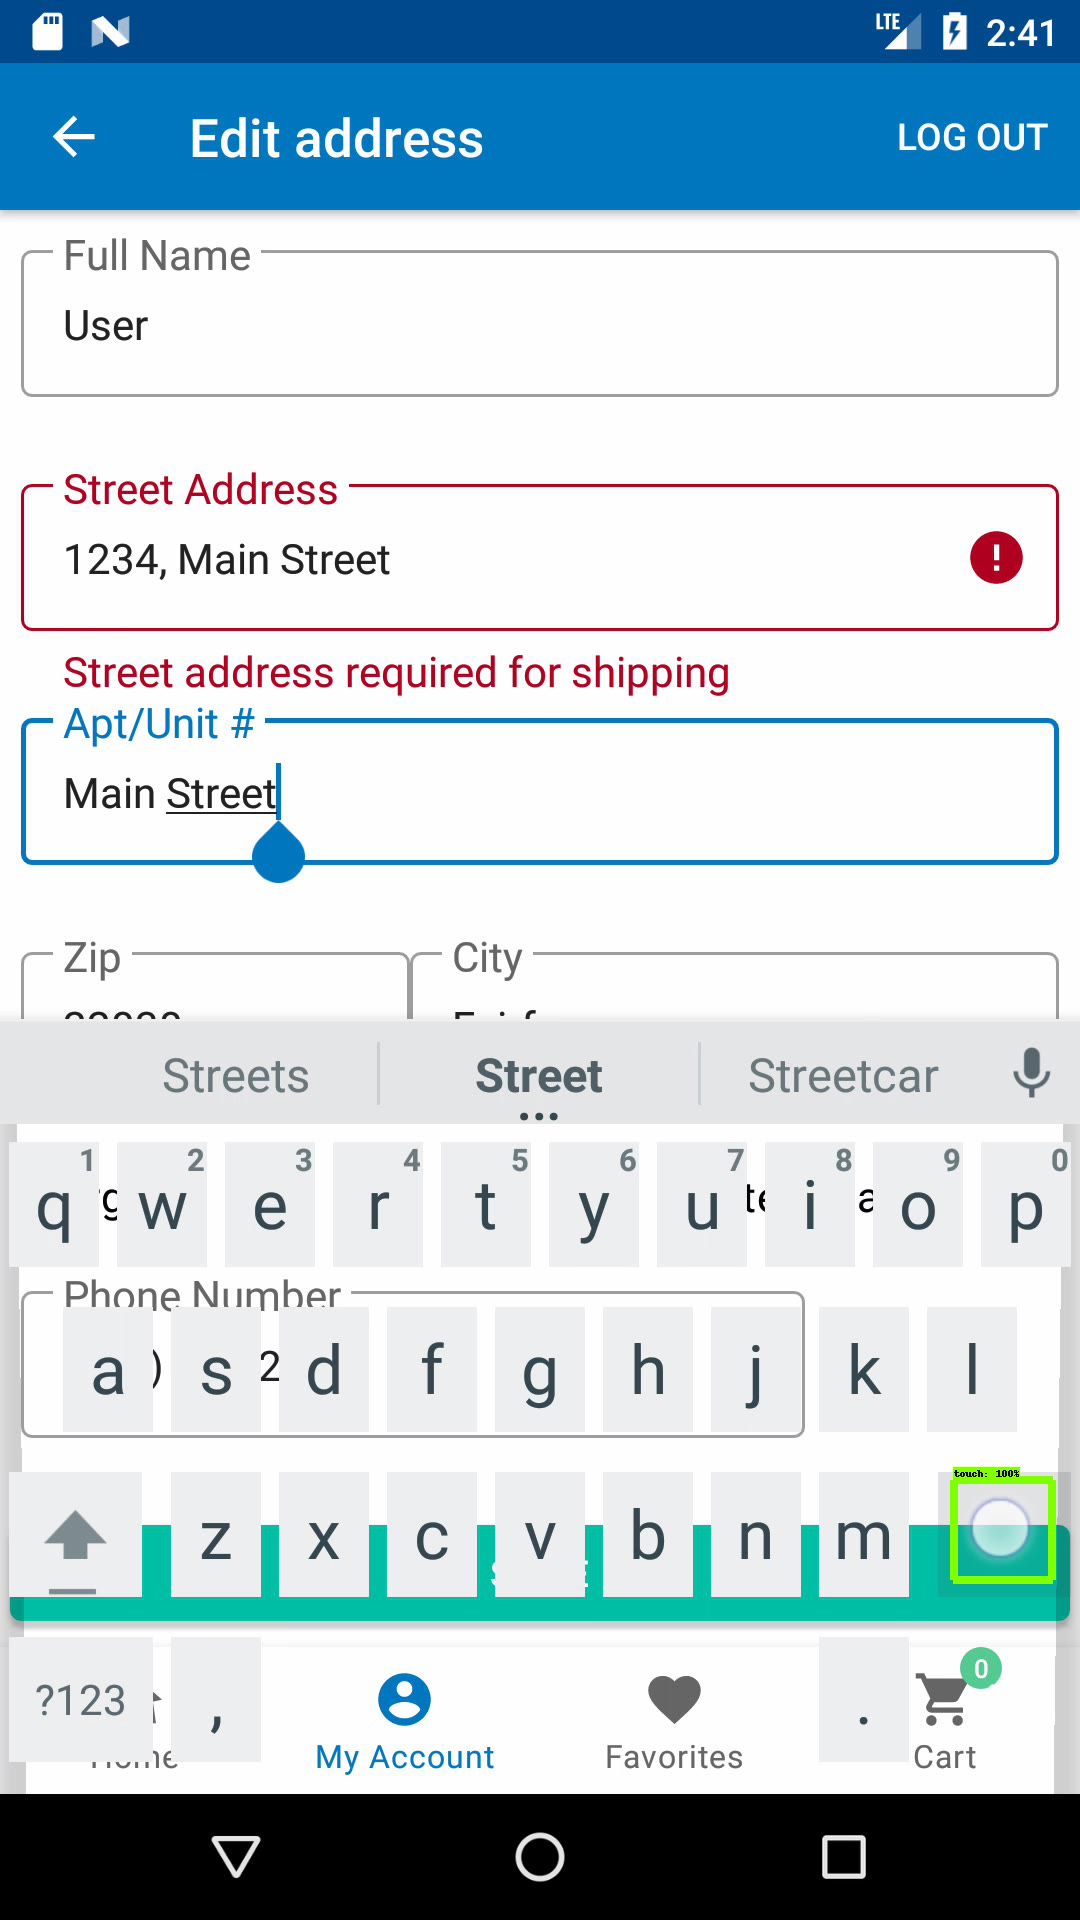 LTE 2:41
Edit address LOG OUT
Full Name
User
Street Address
1234, Main Street
Street address required for shipping
Apt/Unit #
Main Street
Zip City
Streets Street Streetcar
1 2 3 4 5 6 7 8 9 0
q w e r t y u i o p
Phone Number
a s d f g h j k l
touch: 100%
z x c v b n m
?123 , .
0
Home My Account Favorites Cart